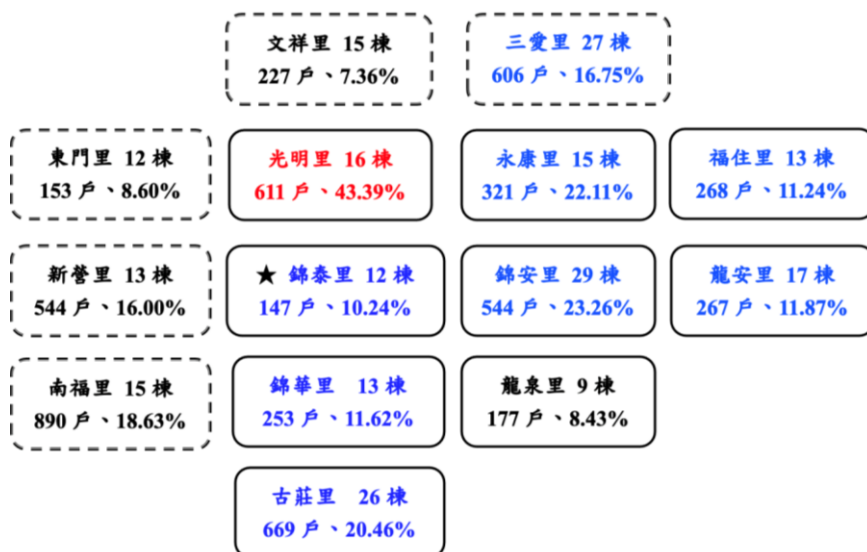 文祥里 15 棟
227 戶、7.36%
三愛里 27 棟
606 戶、16.75%
東門里 12 棟
153 戶、8.60%
光明里 16 棟
611 戶、43.39%
永康里 15 棟
321 戶、22.11%
福住里 13 棟
268 戶、11.24%
新營里 13 棟
544 戶、16.00%
★ 錦泰里 12 棟
147 戶、10.24%
錦安里 29 棟
544 戶、23.26%
龍安里 17 棟
267 戶、11.87%
南福里 15 棟
890 戶、18.63%
錦華里 13 棟
253 戶、11.62%
龍泉里 9 棟
177 戶、8.43%
古莊里 26 棟
669 戶、20.46%